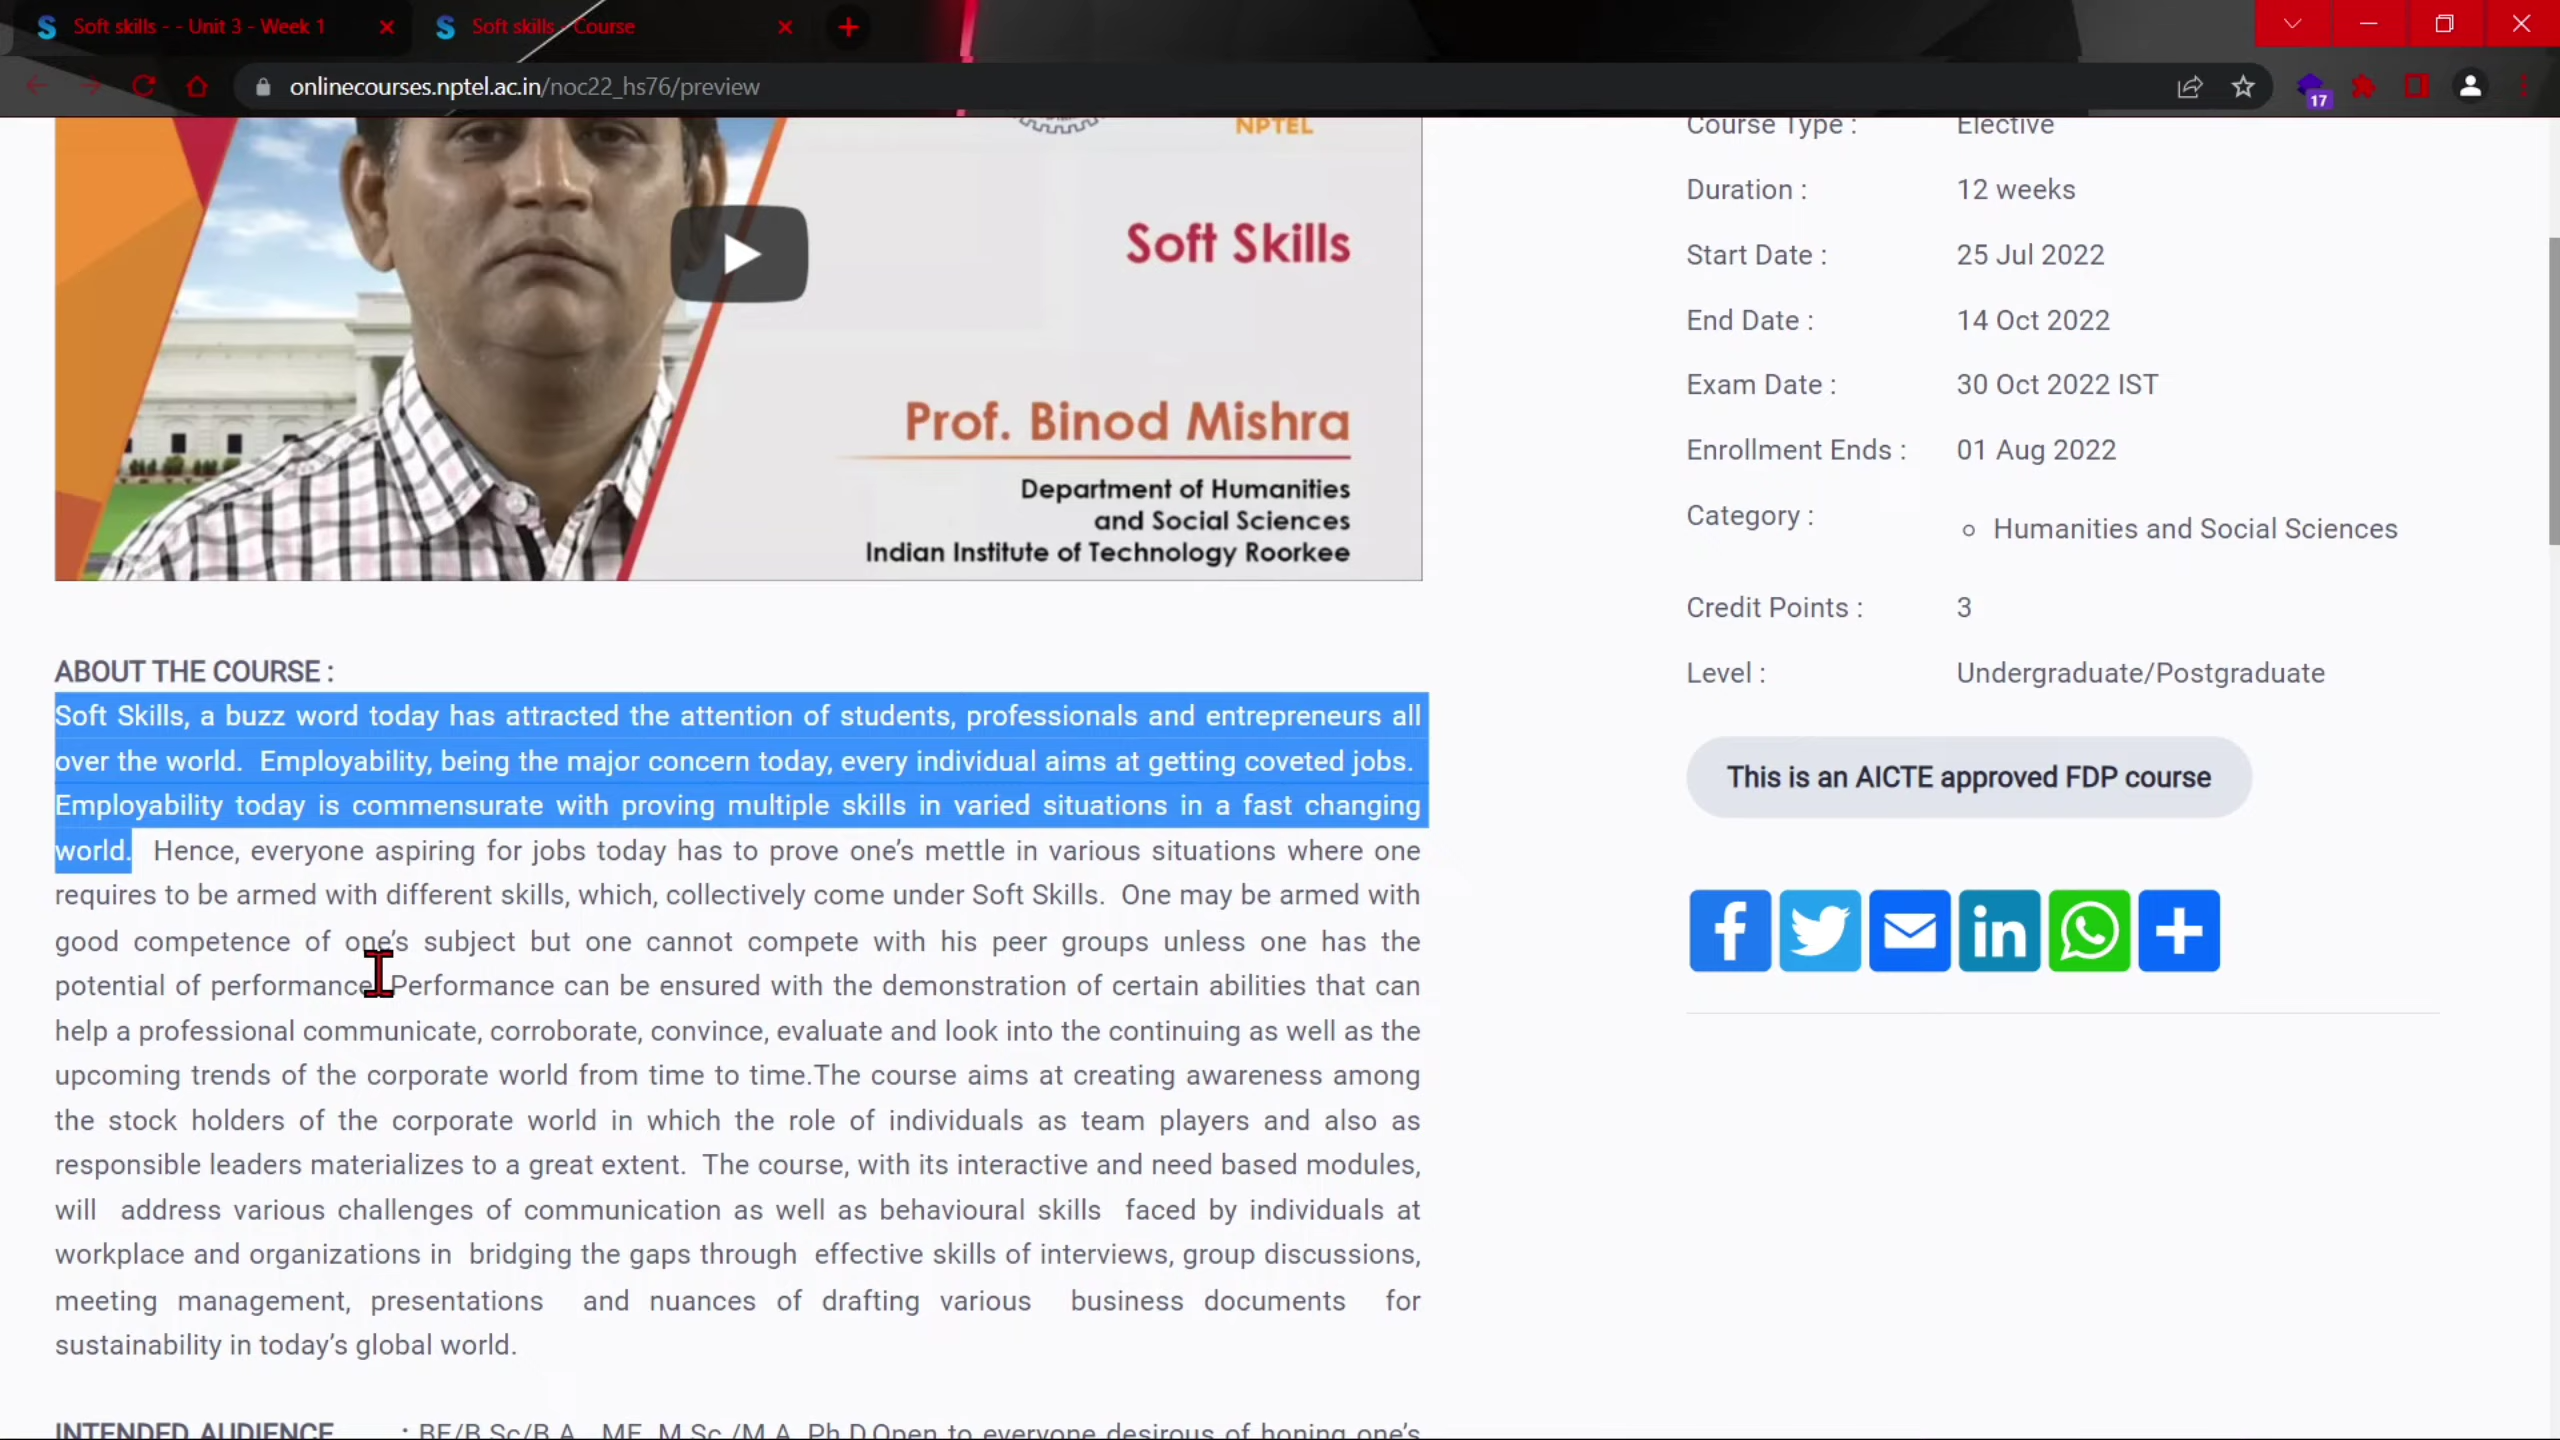 Soft skills - - Unit 3 - Week 1
Soft skills - Course
onlinecourses.nptel.ac.in/noc22_hs76/preview
17
NPTEL
Soft Skills
Prof. Binod Mishra
Department of Humanities
and Social Sciences
Indian Institute of Technology Roorkee
Course Type : Elective
Duration : 12 weeks
Start Date : 25 Jul 2022
End Date : 14 Oct 2022
Exam Date : 30 Oct 2022 IST
Enrollment Ends : 01 Aug 2022
Category : Humanities and Social Sciences
Credit Points : 3
Level : Undergraduate/Postgraduate
This is an AICTE approved FDP course
ABOUT THE COURSE :
Soft Skills, a buzz word today has attracted the attention of students, professionals and entrepreneurs all
over the world. Employability, being the major concern today, every individual aims at getting coveted jobs.
Employability today is commensurate with proving multiple skills in varied situations in a fast changing
world. Hence, everyone aspiring for jobs today has to prove one’s mettle in various situations where one
requires to be armed with different skills, which, collectively come under Soft Skills. One may be armed with
good competence of one’s subject but one cannot compete with his peer groups unless one has the
potential of performance. Performance can be ensured with the demonstration of certain abilities that can
help a professional communicate, corroborate, convince, evaluate and look into the continuing as well as the
upcoming trends of the corporate world from time to time.The course aims at creating awareness among
the stock holders of the corporate world in which the role of individuals as team players and also as
responsible leaders materializes to a great extent. The course, with its interactive and need based modules,
will address various challenges of communication as well as behavioural skills faced by individuals at
workplace and organizations in bridging the gaps through effective skills of interviews, group discussions,
meeting management, presentations and nuances of drafting various business documents for
sustainability in today’s global world.
INTENDED AUDIENCE : BE/B.Sc/B.A., ME, M.Sc./M.A, Ph.D.Open to everyone desirous of honing one’s